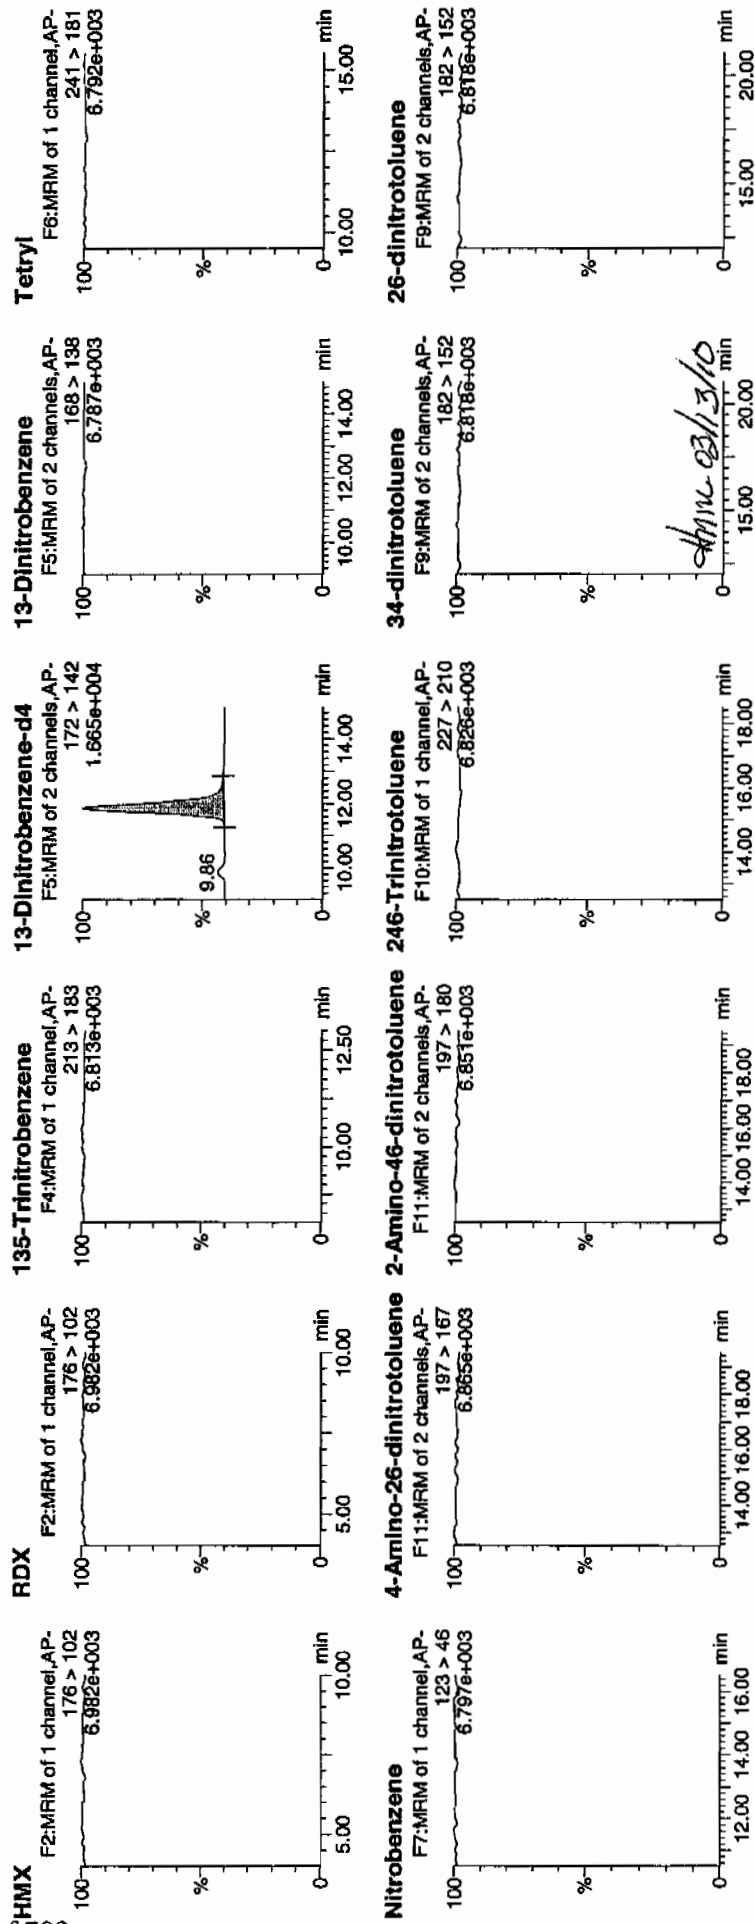 HMX
F2:MRM of 1 channel,AP-
176 > 102
6.982e+003
100
%
0
5.00
10.00
min
RDX
F2:MRM of 1 channel,AP-
176 > 102
6.982e+003
100
%
0
5.00
10.00
min
135-Trinitrobenzene
F4:MRM of 1 channel,AP-
213 > 183
6.813e+003
100
%
0
10.00
12.50
min
13-Dinitrobenzene-d4
F5:MRM of 2 channels,AP-
172 > 142
1.665e+004
100
%
9.86
0
10.00
12.00
14.00
min
13-Dinitrobenzene
F5:MRM of 2 channels,AP-
168 > 138
6.787e+003
100
%
0
10.00
12.00
14.00
min
Tetryl
F6:MRM of 1 channel,AP-
241 > 181
6.792e+003
100
%
0
10.00
15.00
min
Nitrobenzene
F7:MRM of 1 channel,AP-
123 > 46
6.797e+003
100
%
0
12.00
14.00
16.00
min
4-Amino-26-dinitrotoluene
F11:MRM of 2 channels,AP-
197 > 167
6.865e+003
100
%
0
14.00
16.00
18.00
min
2-Amino-46-dinitrotoluene
F11:MRM of 2 channels,AP-
197 > 180
6.851e+003
100
%
0
14.00
16.00
18.00
min
246-Trinitrotoluene
F10:MRM of 1 channel,AP-
227 > 210
6.826e+003
100
%
0
14.00
16.00
18.00
min
34-dinitrotoluene
F9:MRM of 2 channels,AP-
182 > 152
6.818e+003
100
%
03/13/10
0
15.00
20.00
min
26-dinitrotoluene
F9:MRM of 2 channels,AP-
182 > 152
6.818e+003
100
%
0
15.00
20.00
min